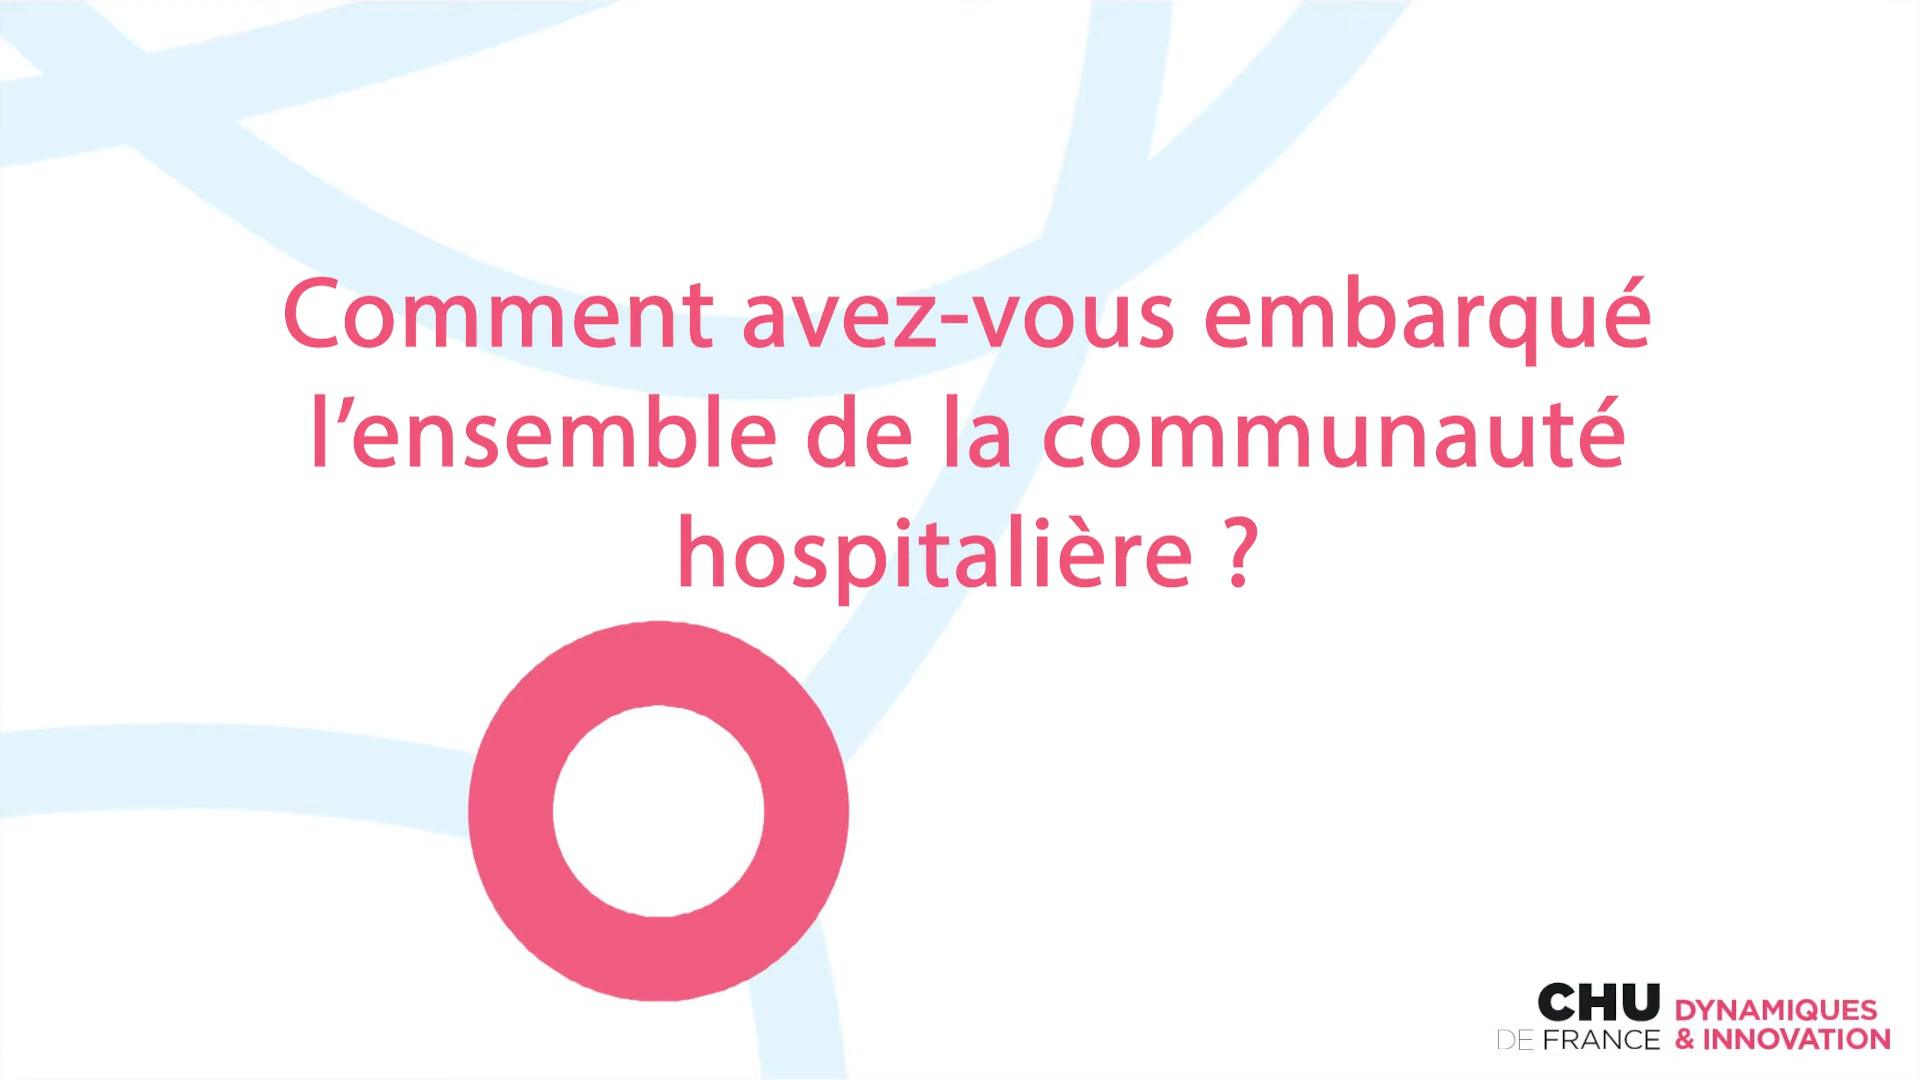 Comment avez-vous embarqué
l’ensemble de la communauté
hospitalière ?
CHU
DE FRANCE
DYNAMIQUES
& INNOVATION